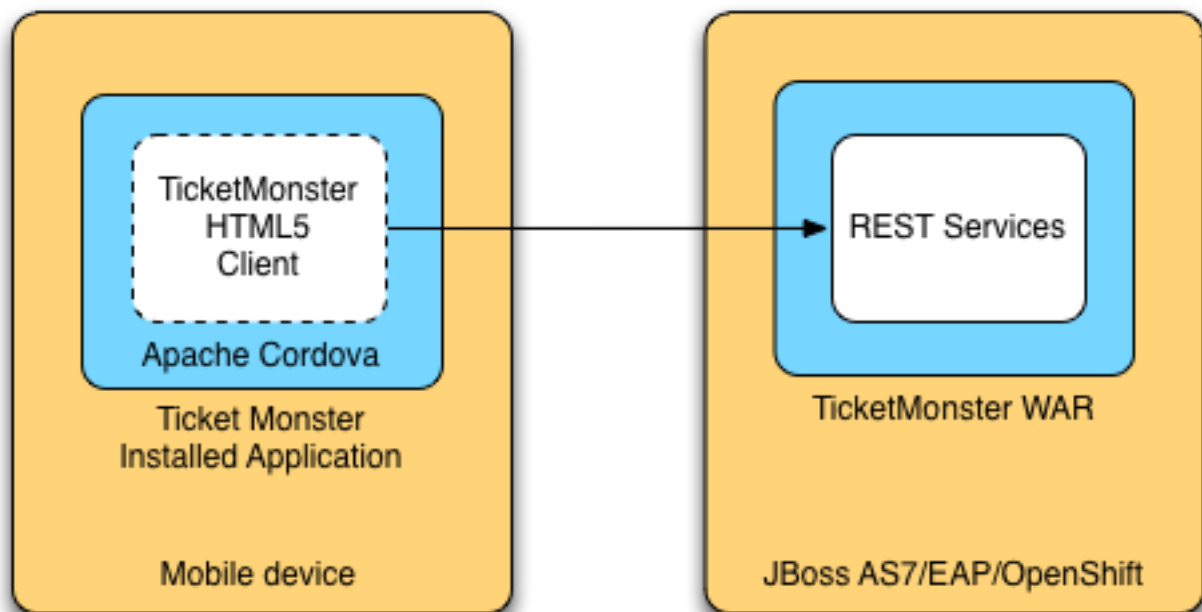 TicketMonster
HTML5
Client
Apache Cordova
Ticket Monster
Installed Application
Mobile device
REST Services
TicketMonster WAR
JBoss AS7/EAP/OpenShift